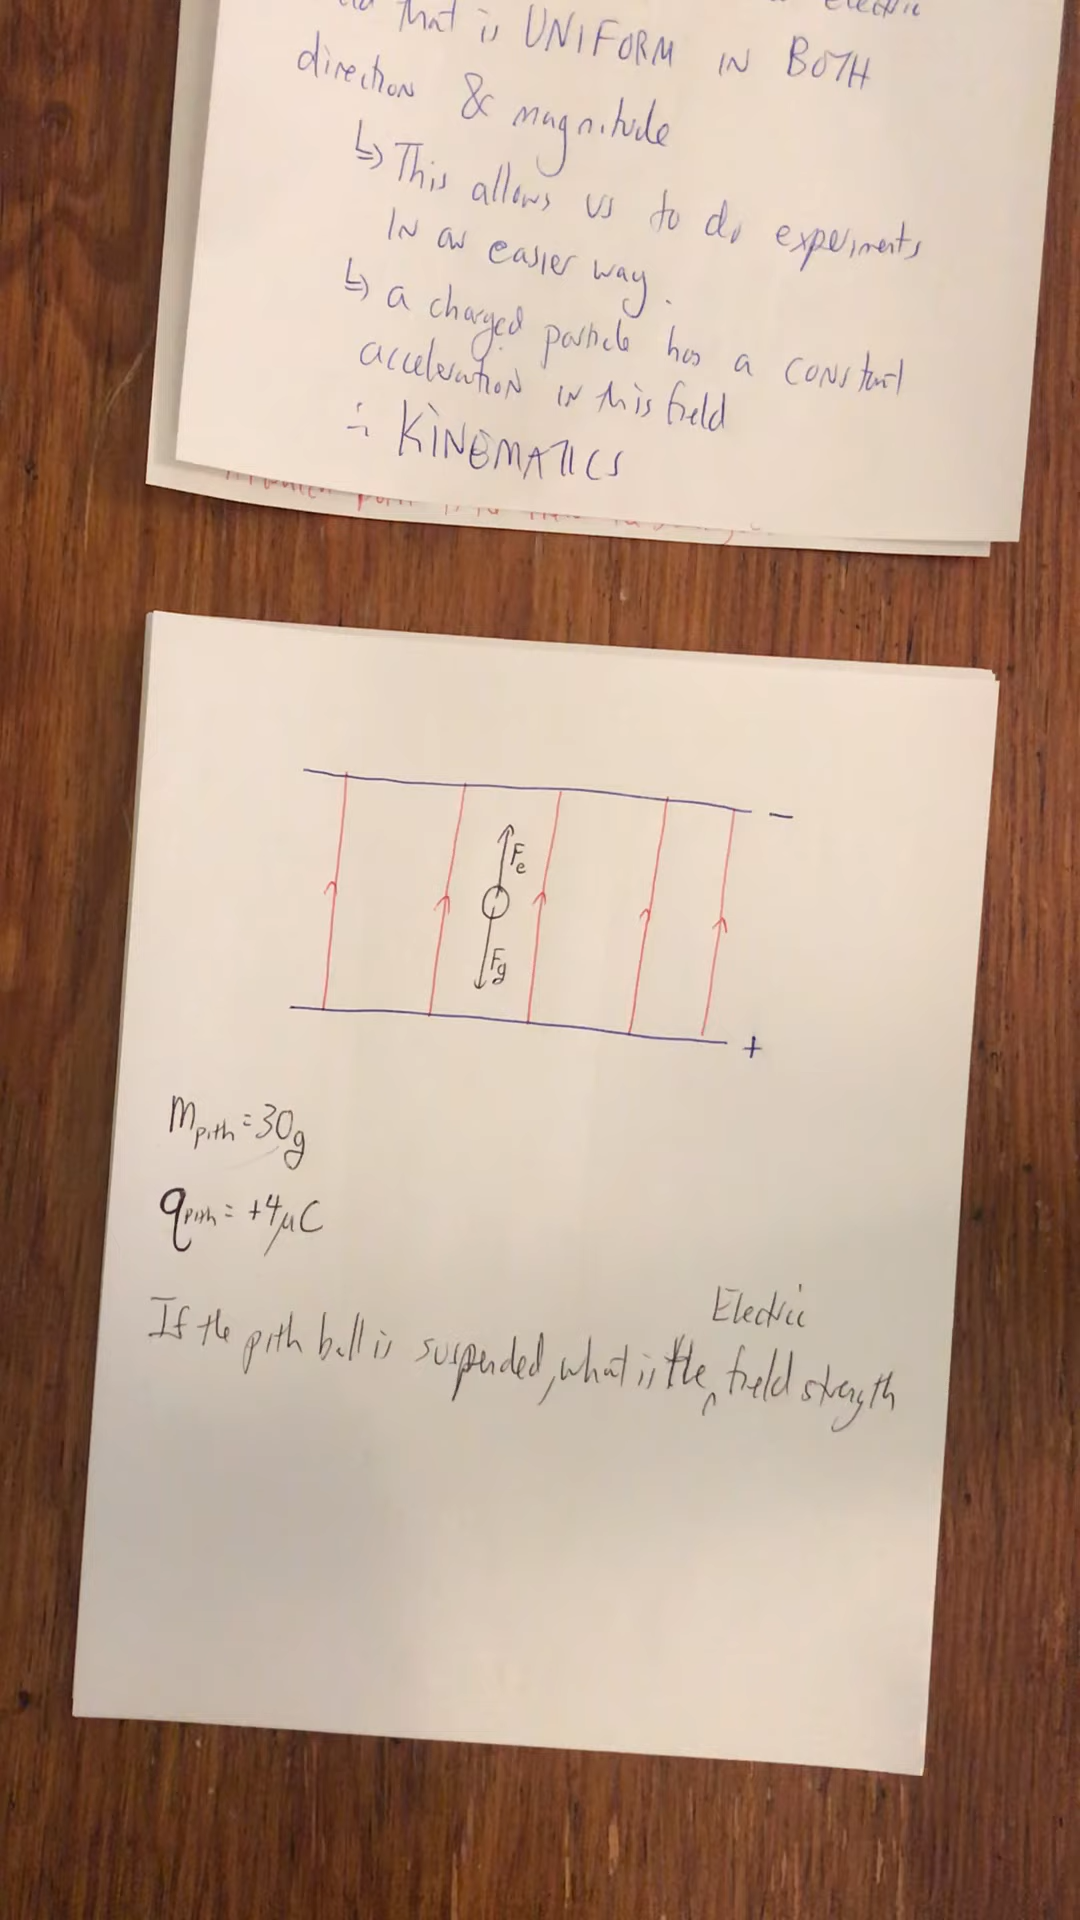 Electric
that is UNIFORM IN BOTH
direction & magnitude
↳ This allows us to do experiments
IN an easier way.
↳ a charged particle has a constant
acceleration IN this field
∴ KINEMATICS
−
Fe
Fg
+
mpith = 30g
qpith = +4μC
Electric
If the pith ball is suspended, what is the ^ field strength